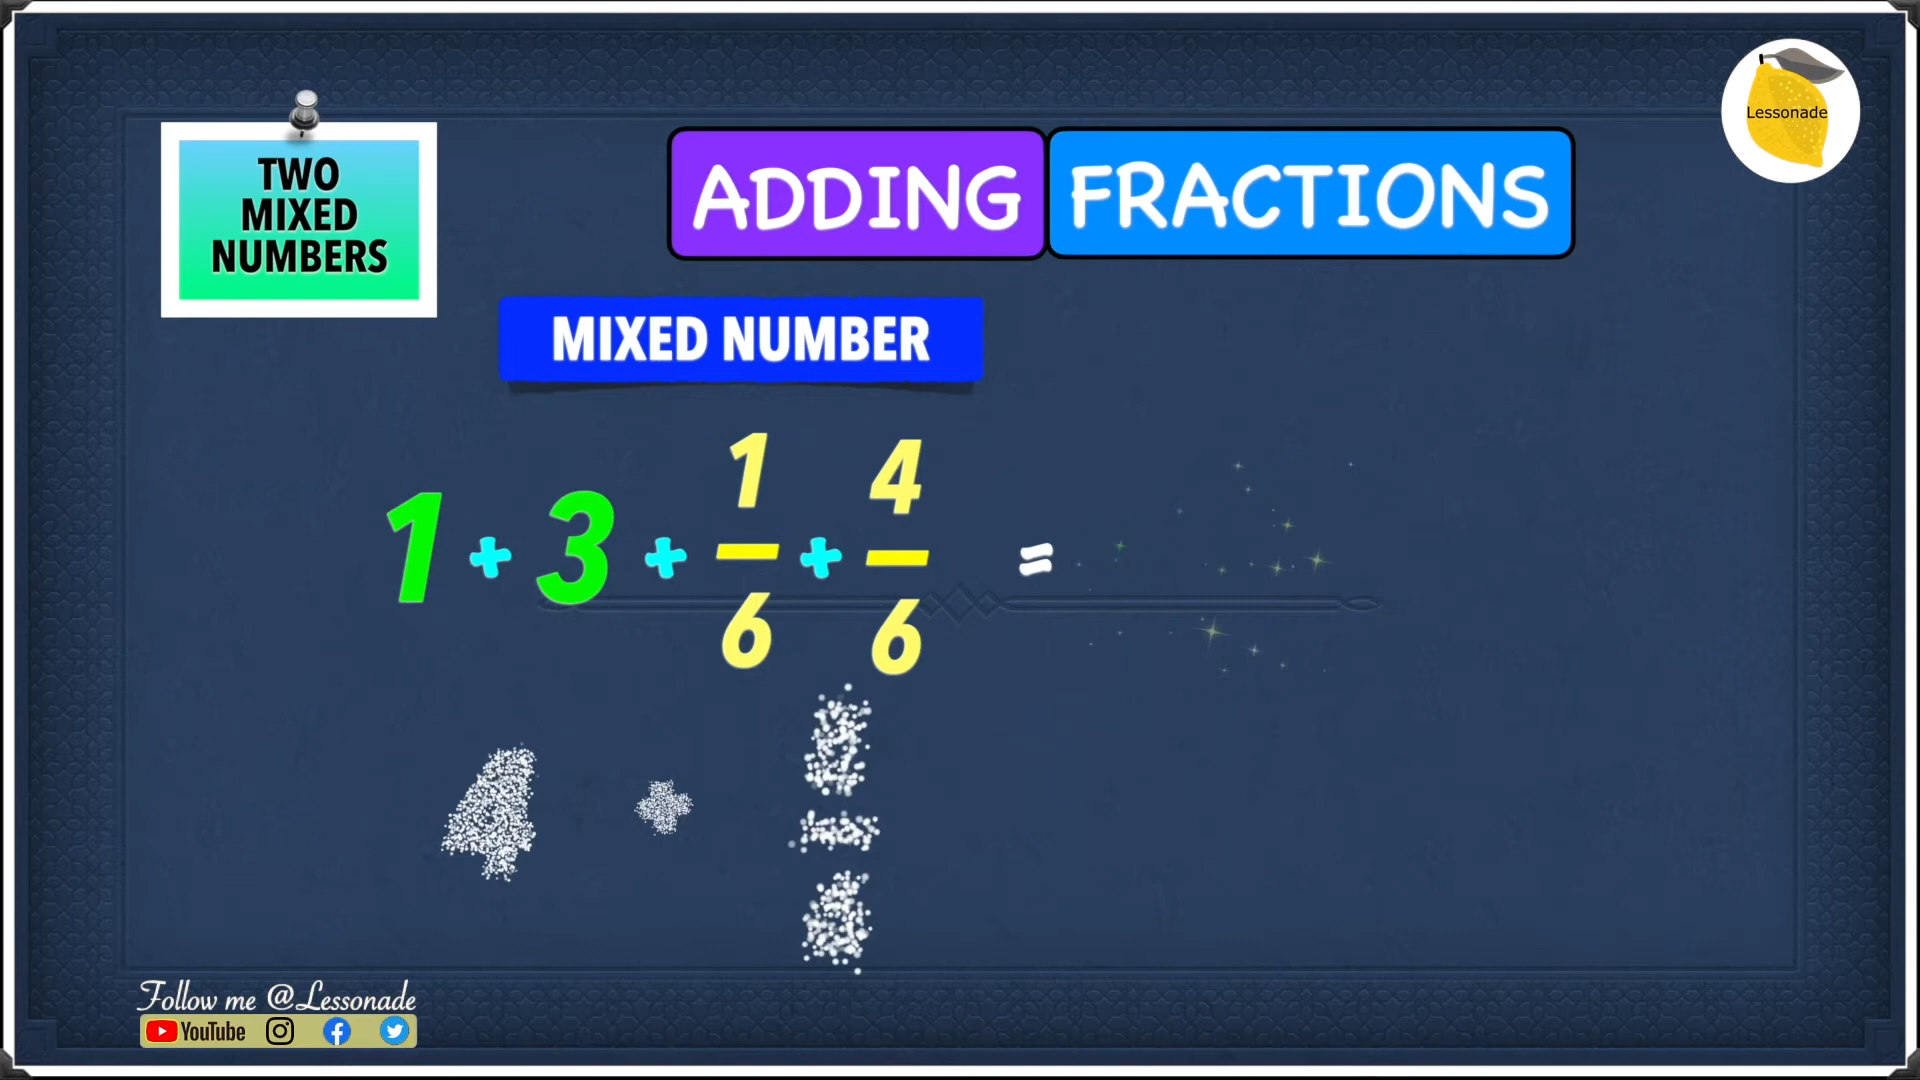 TWO
MIXED
NUMBERS
ADDING FRACTIONS
Lessonade
MIXED NUMBER
1 + 3 + 1/6 + 4/6 =
4 +
Follow me @Lessonade
YouTube